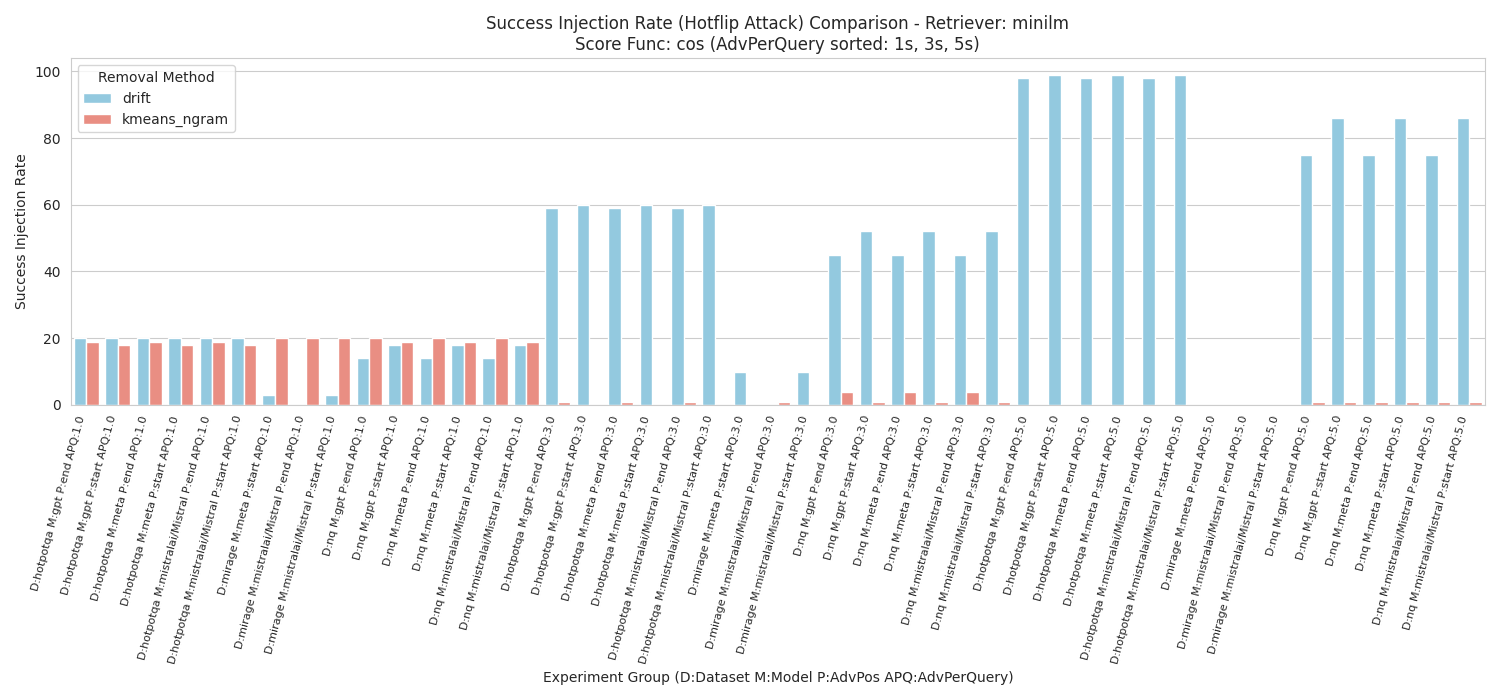 Success Injection Rate (Hotflip Attack) Comparison - Retriever: minilm
Score Func: cos (AdvPerQuery sorted: 1s, 3s, 5s)
Removal Method
drift
kmeans_ngram
Success Injection Rate
100
80
60
40
20
0
D:hotpotqa M:gpt P:end APQ:1.0
D:hotpotqa M:gpt P:start APQ:1.0
D:hotpotqa M:meta P:end APQ:1.0
D:hotpotqa M:meta P:start APQ:1.0
D:hotpotqa M:mistralai/Mistral P:end APQ:1.0
D:hotpotqa M:mistralai/Mistral P:start APQ:1.0
D:mirage M:meta P:start APQ:1.0
D:mirage M:mistralai/Mistral P:end APQ:1.0
D:mirage M:mistralai/Mistral P:start APQ:1.0
D:nq M:gpt P:end APQ:1.0
D:nq M:gpt P:start APQ:1.0
D:nq M:meta P:end APQ:1.0
D:nq M:meta P:start APQ:1.0
D:nq M:mistralai/Mistral P:end APQ:1.0
D:nq M:mistralai/Mistral P:start APQ:1.0
D:hotpotqa M:gpt P:end APQ:3.0
D:hotpotqa M:gpt P:start APQ:3.0
D:hotpotqa M:meta P:end APQ:3.0
D:hotpotqa M:meta P:start APQ:3.0
D:hotpotqa M:mistralai/Mistral P:end APQ:3.0
D:hotpotqa M:mistralai/Mistral P:start APQ:3.0
D:mirage M:meta P:start APQ:3.0
D:mirage M:mistralai/Mistral P:end APQ:3.0
D:mirage M:mistralai/Mistral P:start APQ:3.0
D:nq M:gpt P:end APQ:3.0
D:nq M:gpt P:start APQ:3.0
D:nq M:meta P:end APQ:3.0
D:nq M:meta P:start APQ:3.0
D:nq M:mistralai/Mistral P:end APQ:3.0
D:nq M:mistralai/Mistral P:start APQ:3.0
D:hotpotqa M:gpt P:end APQ:5.0
D:hotpotqa M:gpt P:start APQ:5.0
D:hotpotqa M:meta P:end APQ:5.0
D:hotpotqa M:meta P:start APQ:5.0
D:hotpotqa M:mistralai/Mistral P:end APQ:5.0
D:hotpotqa M:mistralai/Mistral P:start APQ:5.0
D:mirage M:meta P:end APQ:5.0
D:mirage M:mistralai/Mistral P:end APQ:5.0
D:mirage M:mistralai/Mistral P:start APQ:5.0
D:nq M:gpt P:end APQ:5.0
D:nq M:gpt P:start APQ:5.0
D:nq M:meta P:end APQ:5.0
D:nq M:meta P:start APQ:5.0
D:nq M:mistralai/Mistral P:end APQ:5.0
D:nq M:mistralai/Mistral P:start APQ:5.0
Experiment Group (D:Dataset M:Model P:AdvPos APQ:AdvPerQuery)